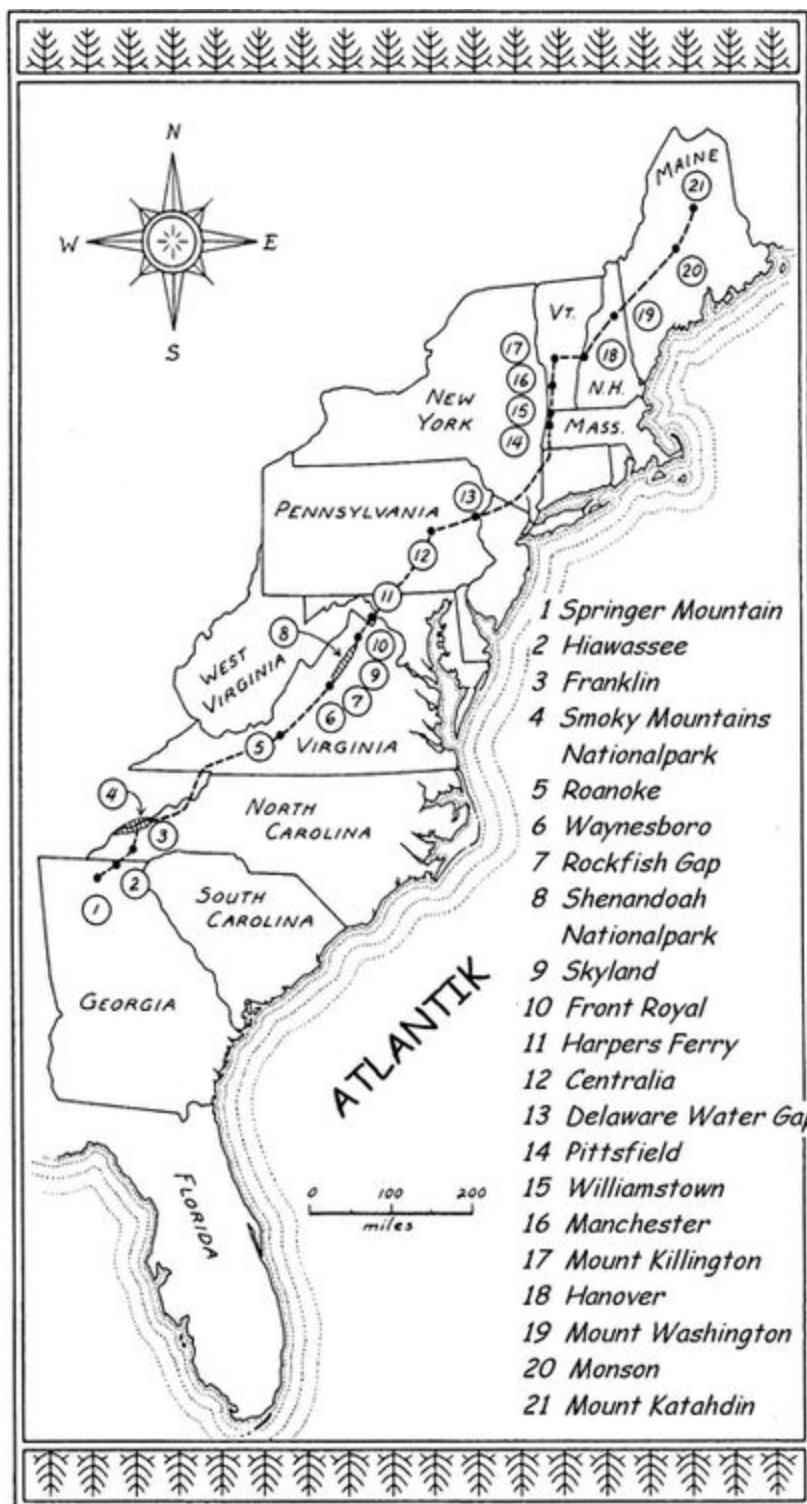 N
W E
S
MAINE
21
20
19
VT.
17
18
16
N.H.
NEW
YORK
15
MASS.
14
13
PENNSYLVANIA
12
11
8
10
WEST
VIRGINIA
9
7
6
5
VIRGINIA
4
NORTH
CAROLINA
3
2
1
SOUTH
CAROLINA
GEORGIA
ATLANTIK
FLORIDA
0 100 200
miles
1 Springer Mountain
2 Hiawassee
3 Franklin
4 Smoky Mountains
Nationalpark
5 Roanoke
6 Waynesboro
7 Rockfish Gap
8 Shenandoah
Nationalpark
9 Skyland
10 Front Royal
11 Harpers Ferry
12 Centralia
13 Delaware Water Gap
14 Pittsfield
15 Williamstown
16 Manchester
17 Mount Killington
18 Hanover
19 Mount Washington
20 Monson
21 Mount Katahdin